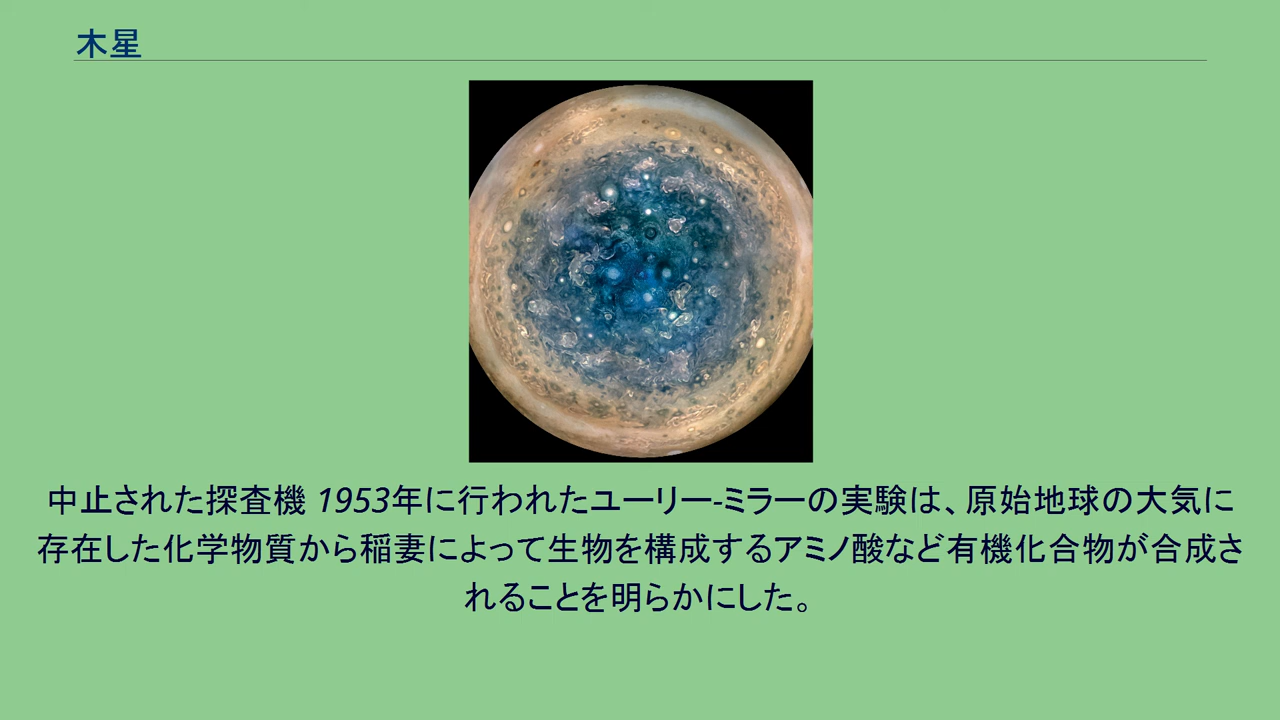 木星
中止された探査機 1953年に行われたユーリー-ミラーの実験は、原始地球の大気に
存在した化学物質から稲妻によって生物を構成するアミノ酸など有機化合物が合成さ
れることを明らかにした。